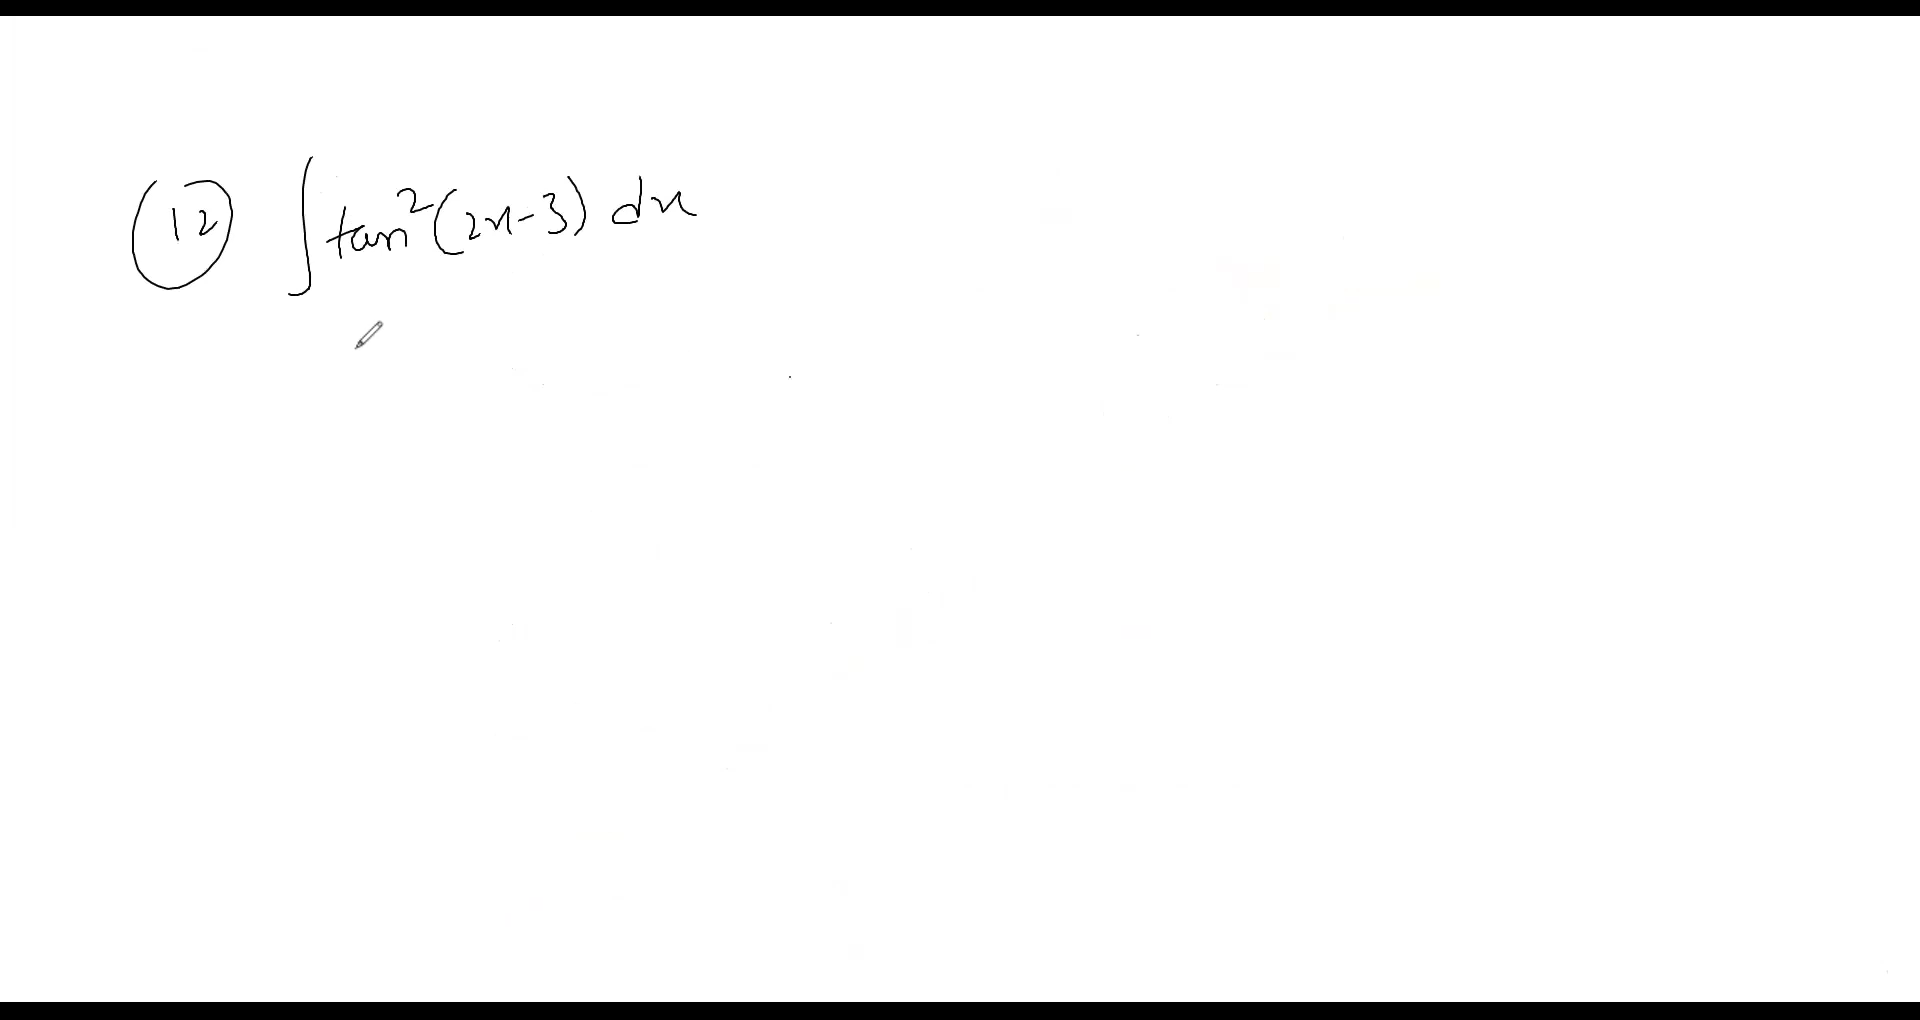 (12) ∫ tan²(2x-3) dx